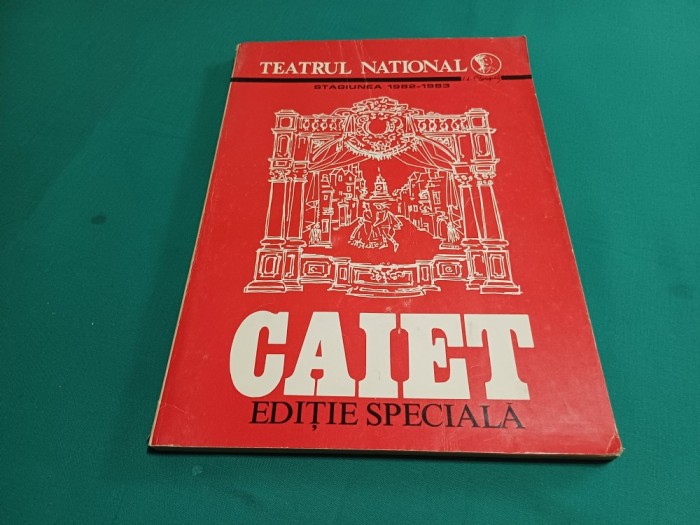 TEATRUL NATIONAL
STAGIUNEA 1982-1983
CAIET
EDIȚIE SPECIALĂ